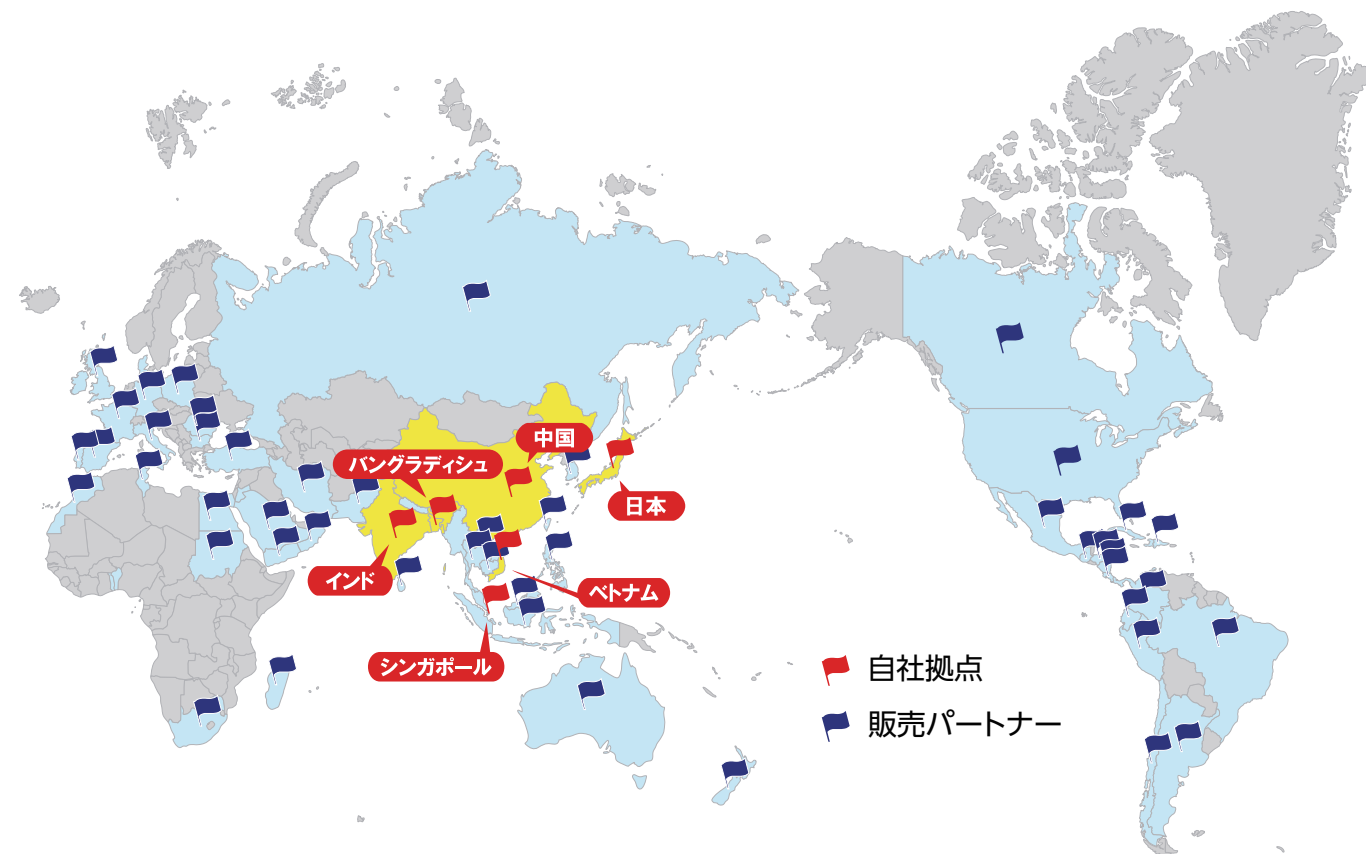 中国
バングラディシュ
日本
インド
ベトナム
シンガポール
自社拠点
販売パートナー